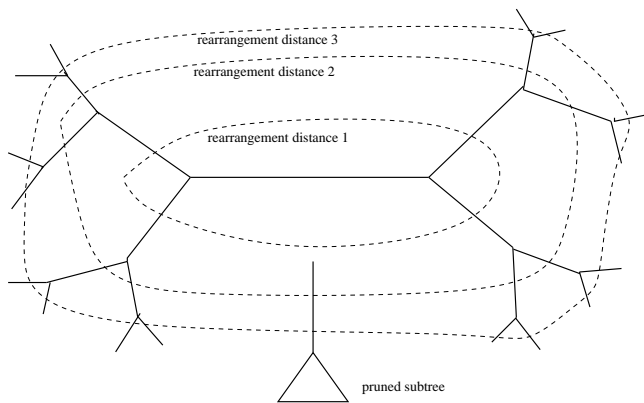 rearrangement distance 3
rearrangement distance 2
rearrangement distance 1
pruned subtree